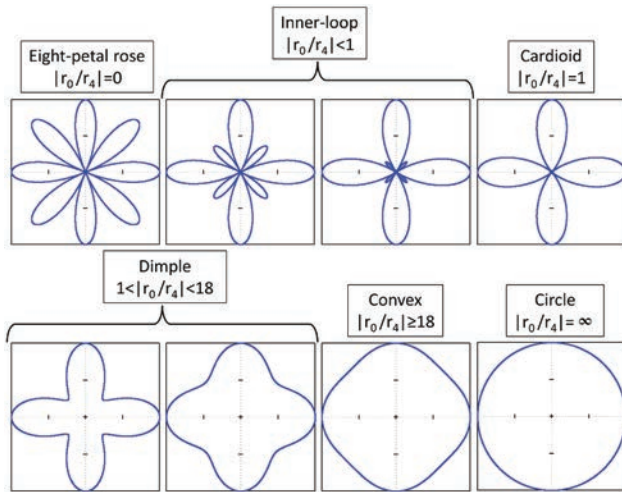 Inner-loop
|r₀/r₄|<1
Eight-petal rose
|r₀/r₄|=0
Cardioid
|r₀/r₄|=1
Dimple
1<|r₀/r₄|<18
Convex
|r₀/r₄|≥18
Circle
|r₀/r₄|= ∞